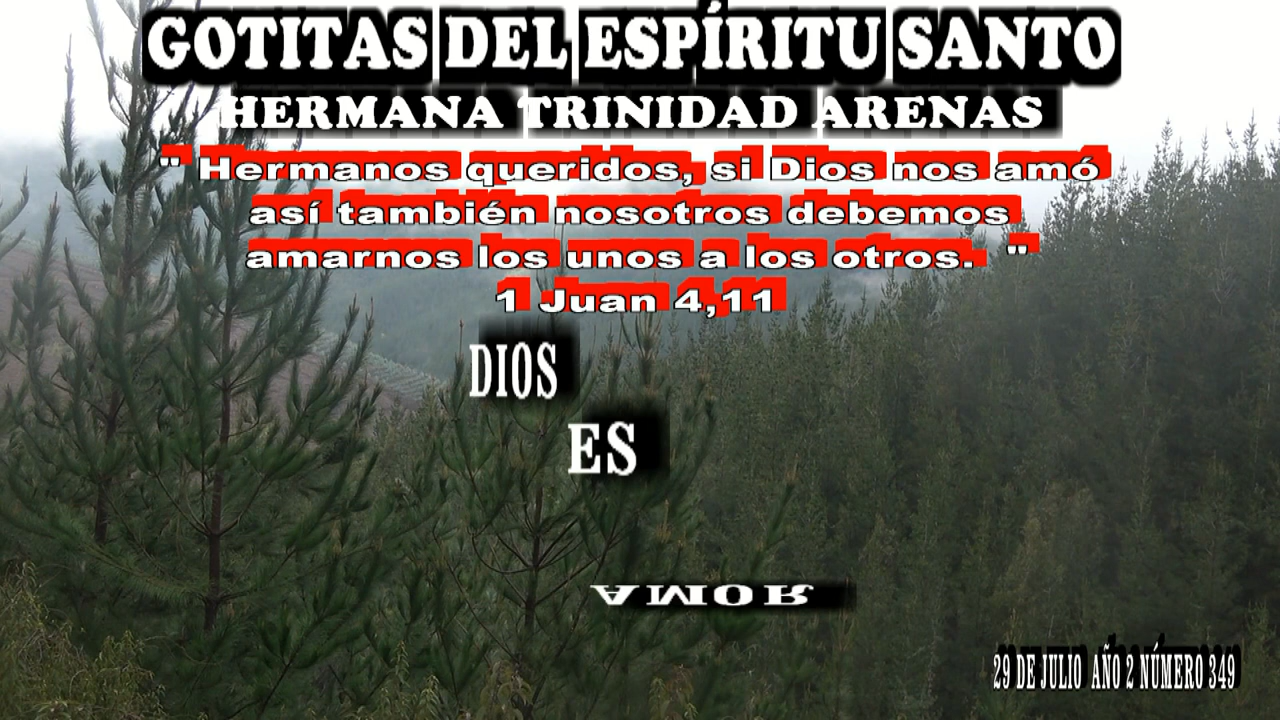 GOTITAS DEL ESPÍRITU SANTO
HERMANA TRINIDAD ARENAS
" Hermanos queridos, si Dios nos amó
así también nosotros debemos
amarnos los unos a los otros. "
1 Juan 4,11
DIOS
ES
AMOR
29 DE JULIO AÑO 2 NÚMERO 349